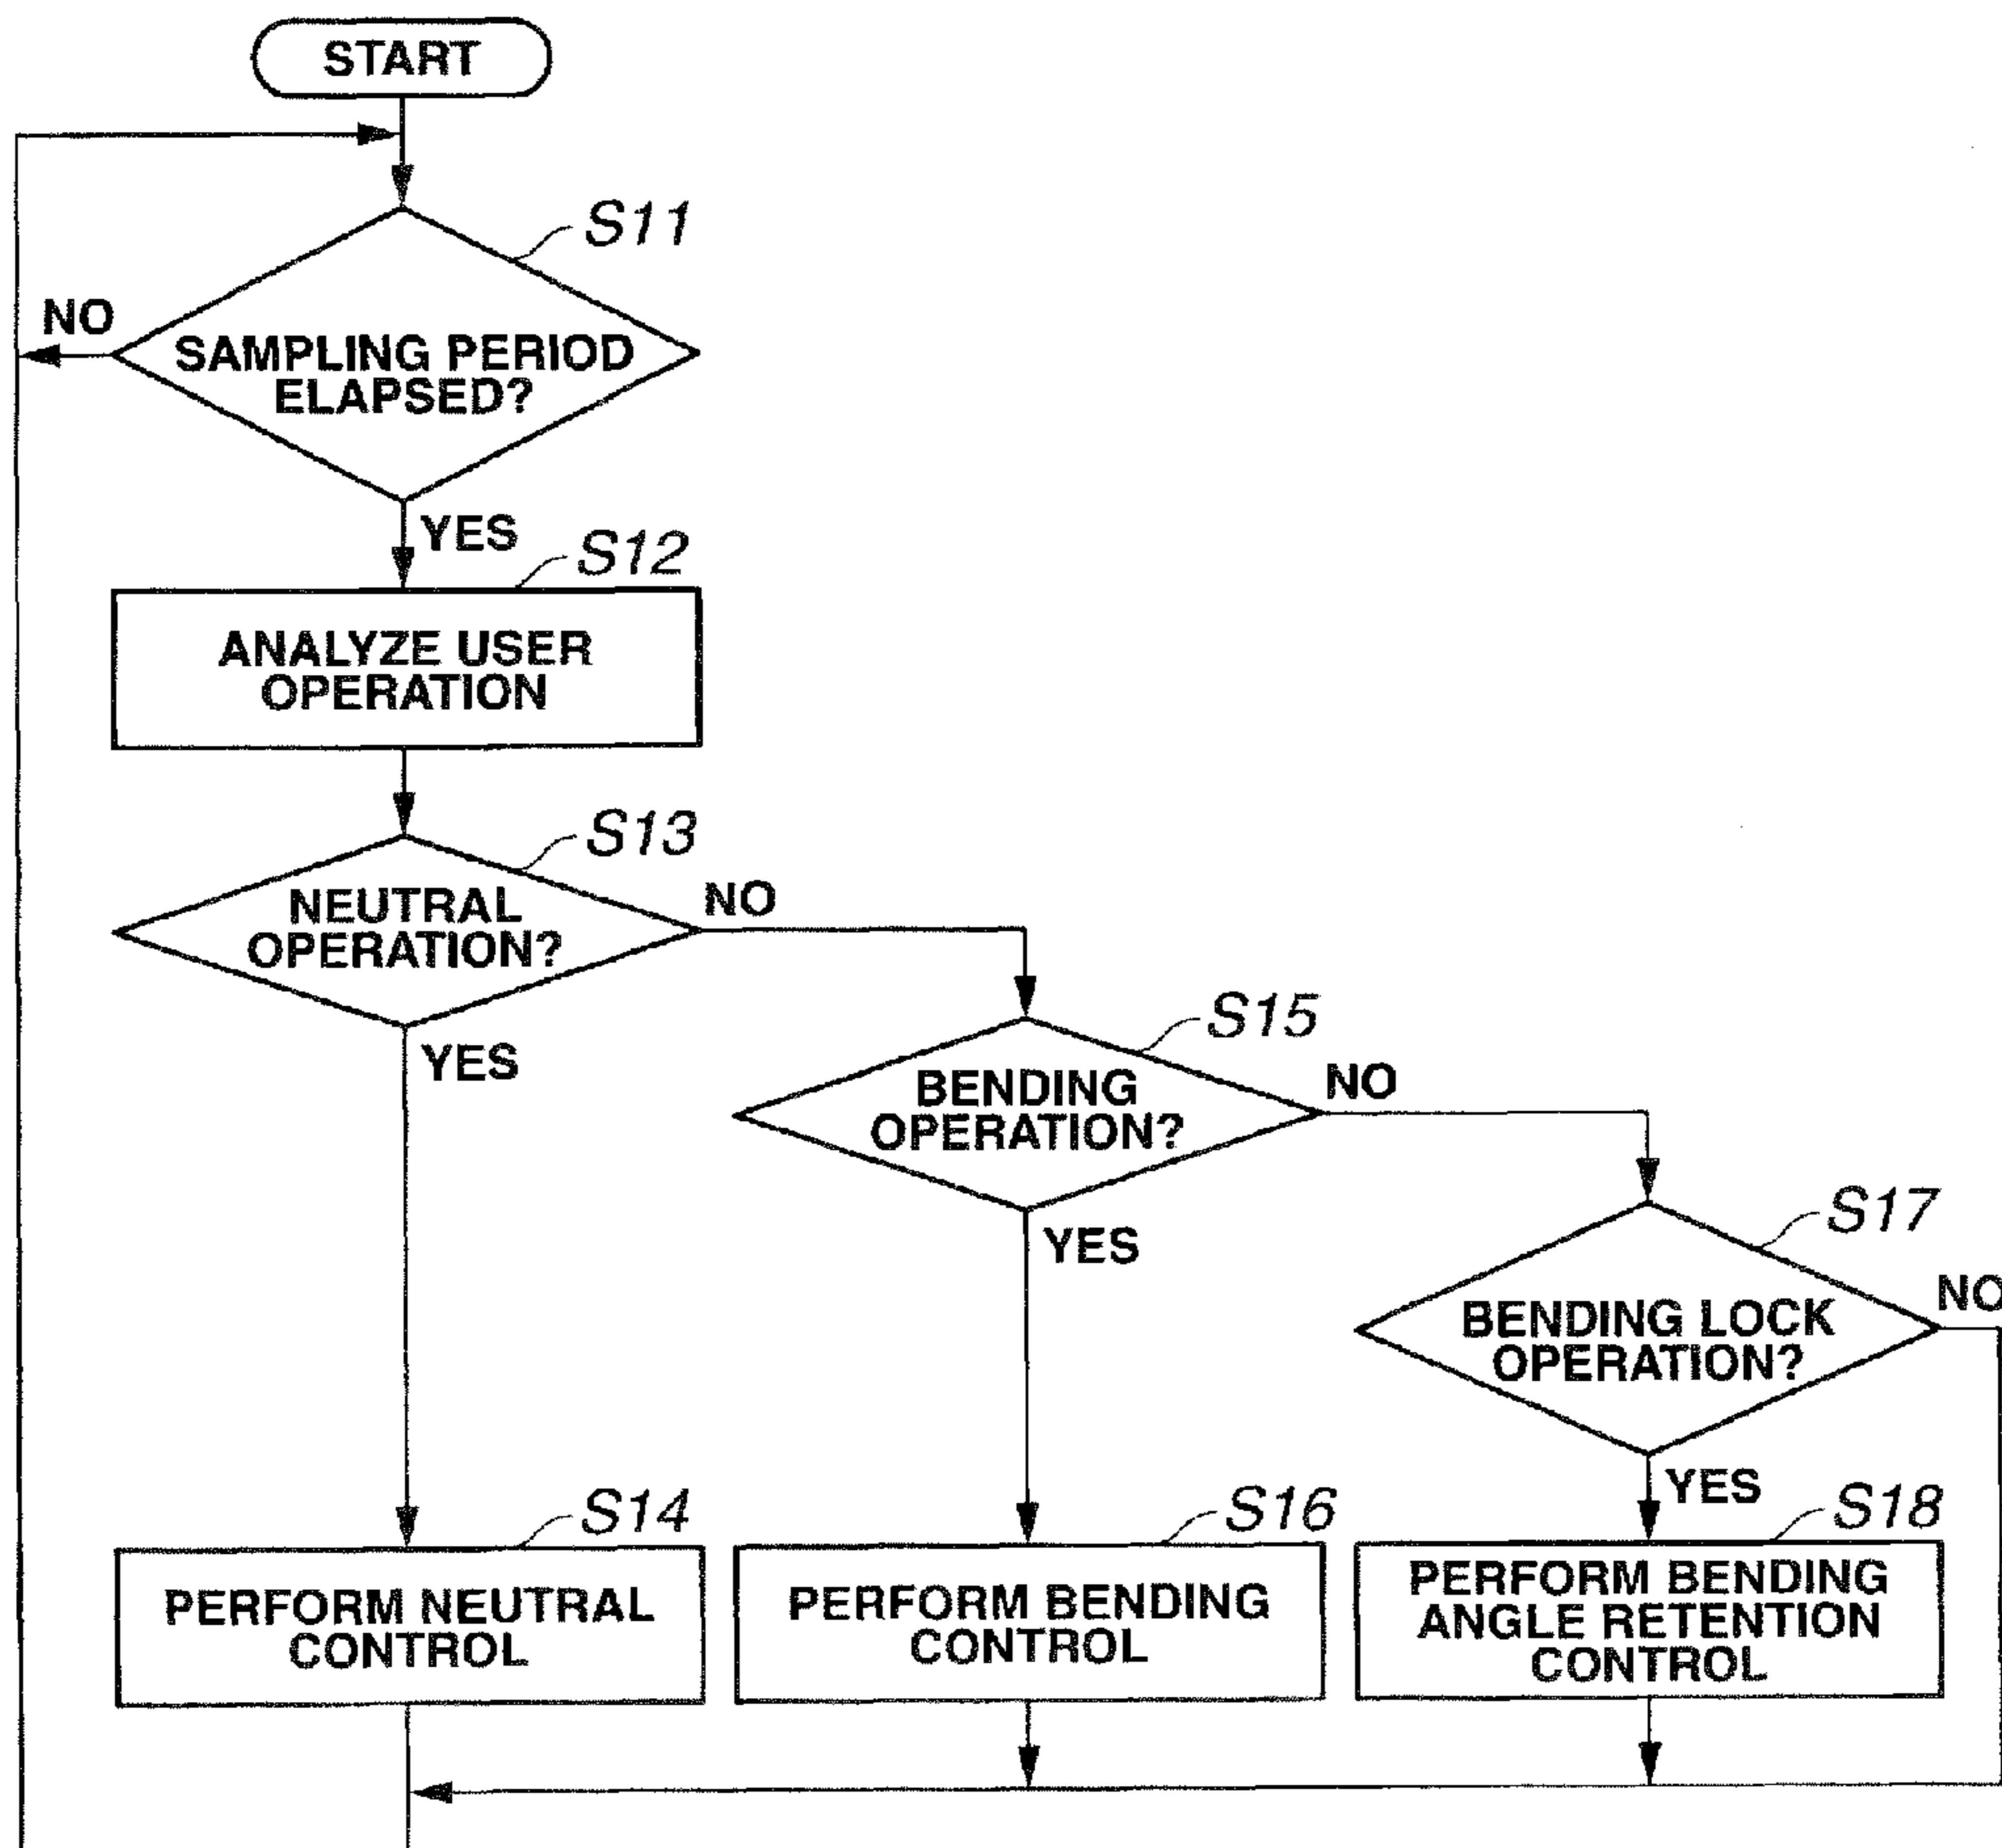 START
S11
NO
SAMPLING PERIOD
ELAPSED?
YES
S12
ANALYZE USER
OPERATION
S13
NEUTRAL
OPERATION?
NO
YES
S15
BENDING
OPERATION?
NO
YES
S17
BENDING LOCK
OPERATION?
NO
YES
S14
PERFORM NEUTRAL
CONTROL
S16
PERFORM BENDING
CONTROL
S18
PERFORM BENDING
ANGLE RETENTION
CONTROL